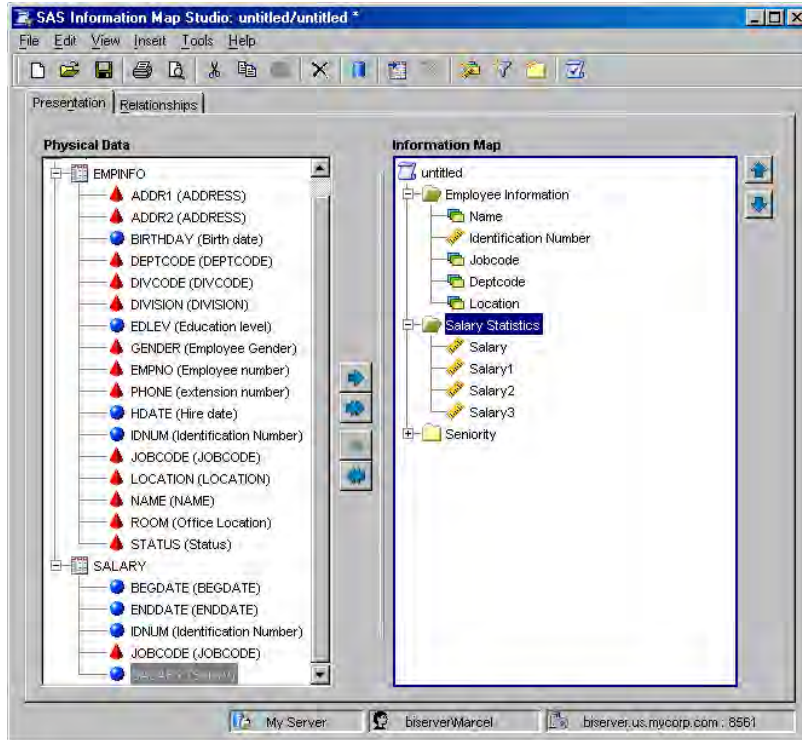 SAS Information Map Studio: untitled/untitled *
File Edit View Insert Tools Help
Presentation Relationships
Physical Data
EMPINFO
ADDR1 (ADDRESS)
ADDR2 (ADDRESS)
BIRTHDAY (Birth date)
DEPTCODE (DEPTCODE)
DIVCODE (DIVCODE)
DIVISION (DIVISION)
EDLEV (Education level)
GENDER (Employee Gender)
EMPNO (Employee number)
PHONE (extension number)
HDATE (Hire date)
IDNUM (Identification Number)
JOBCODE (JOBCODE)
LOCATION (LOCATION)
NAME (NAME)
ROOM (Office Location)
STATUS (Status)
SALARY
BEGDATE (BEGDATE)
ENDDATE (ENDDATE)
IDNUM (Identification Number)
JOBCODE (JOBCODE)
Information Map
untitled
Employee Information
Name
Identification Number
Jobcode
Deptcode
Location
Salary Statistics
Salary
Salary1
Salary2
Salary3
Seniority
My Server
biserver\Marcel
biserver.us.mycorp.com : 8561